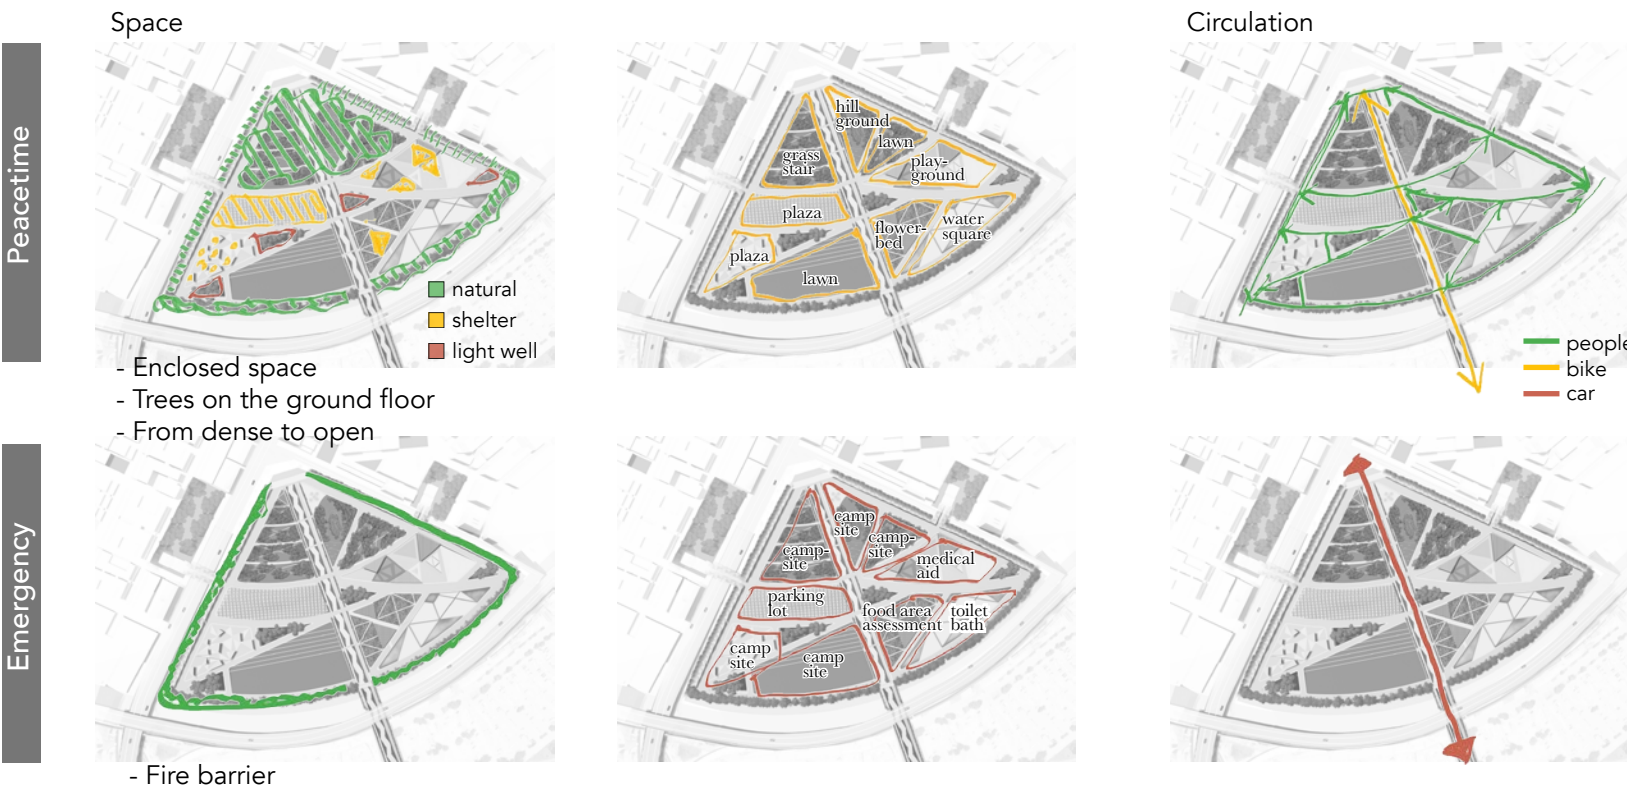 Space
Circulation
Peacetime
hill
ground
lawn
grass
stair
play-
ground
plaza
flower-
bed
water
square
plaza
lawn
natural
shelter
light well
people
bike
car
- Enclosed space
- Trees on the ground floor
- From dense to open
Emergency
camp
site
camp-
site
camp-
site
medical
aid
parking
lot
food area
assessment
toilet
bath
camp
site
camp
site
- Fire barrier